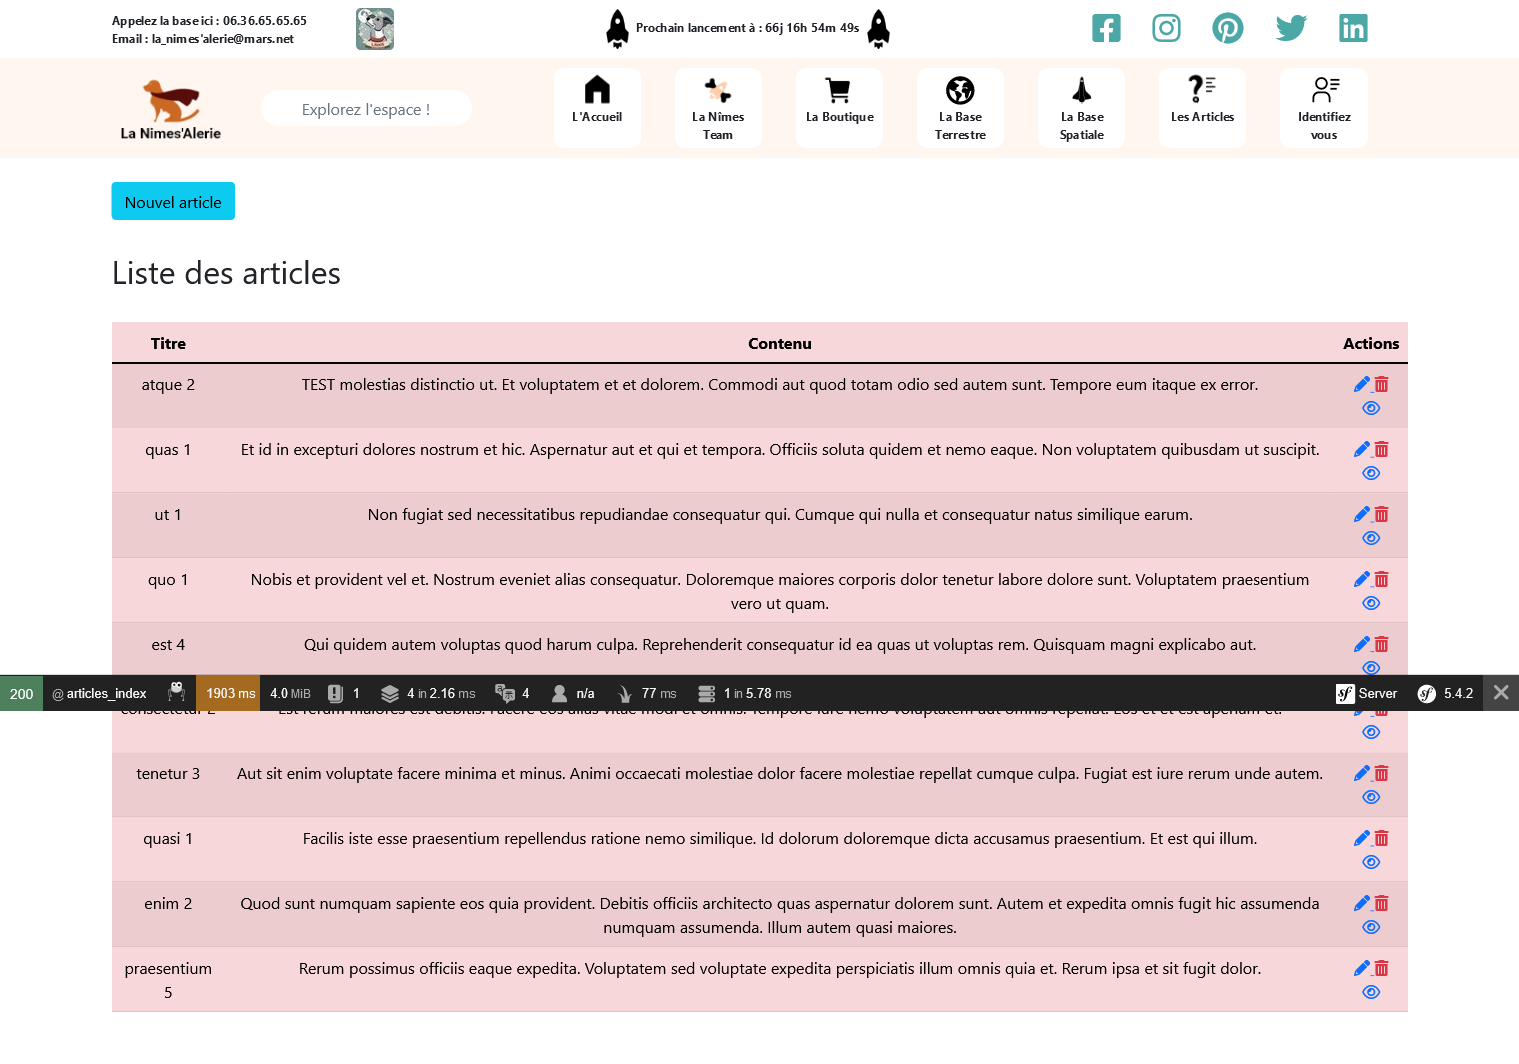 Appelez la base ici : 06.36.65.65.65
Email : la_nimes'alerie@mars.net
Prochain lancement à : 66j 16h 54m 49s
La Nimes'Alerie
Explorez l'espace !
L'Accueil
La Nîmes
Team
La Boutique
La Base
Terrestre
La Base
Spatiale
Les Articles
Identifiez
vous
Nouvel article
Liste des articles
Titre Contenu Actions
atque 2 TEST molestias distinctio ut. Et voluptatem et et dolorem. Commodi aut quod totam odio sed autem sunt. Tempore eum itaque ex error.
quas 1 Et id in excepturi dolores nostrum et hic. Aspernatur aut et qui et tempora. Officiis soluta quidem et nemo eaque. Non voluptatem quibusdam ut suscipit.
ut 1 Non fugiat sed necessitatibus repudiandae consequatur qui. Cumque qui nulla et consequatur natus similique earum.
quo 1 Nobis et provident vel et. Nostrum eveniet alias consequatur. Doloremque maiores corporis dolor tenetur labore dolore sunt. Voluptatem praesentium
vero ut quam.
est 4 Qui quidem autem voluptas quod harum culpa. Reprehenderit consequatur id ea quas ut voluptas rem. Quisquam magni explicabo aut.
200 @ articles_index 1903 ms 4.0 MiB 1 4 in 2.16 ms 4 n/a 77 ms 1 in 5.78 ms Server 5.4.2
tenetur 3 Aut sit enim voluptate facere minima et minus. Animi occaecati molestiae dolor facere molestiae repellat cumque culpa. Fugiat est iure rerum unde autem.
quasi 1 Facilis iste esse praesentium repellendus ratione nemo similique. Id dolorum doloremque dicta accusamus praesentium. Et est qui illum.
enim 2 Quod sunt numquam sapiente eos quia provident. Debitis officiis architecto quas aspernatur dolorem sunt. Autem et expedita omnis fugit hic assumenda
numquam assumenda. Illum autem quasi maiores.
praesentium Rerum possimus officiis eaque expedita. Voluptatem sed voluptate expedita perspiciatis illum omnis quia et. Rerum ipsa et sit fugit dolor.
5